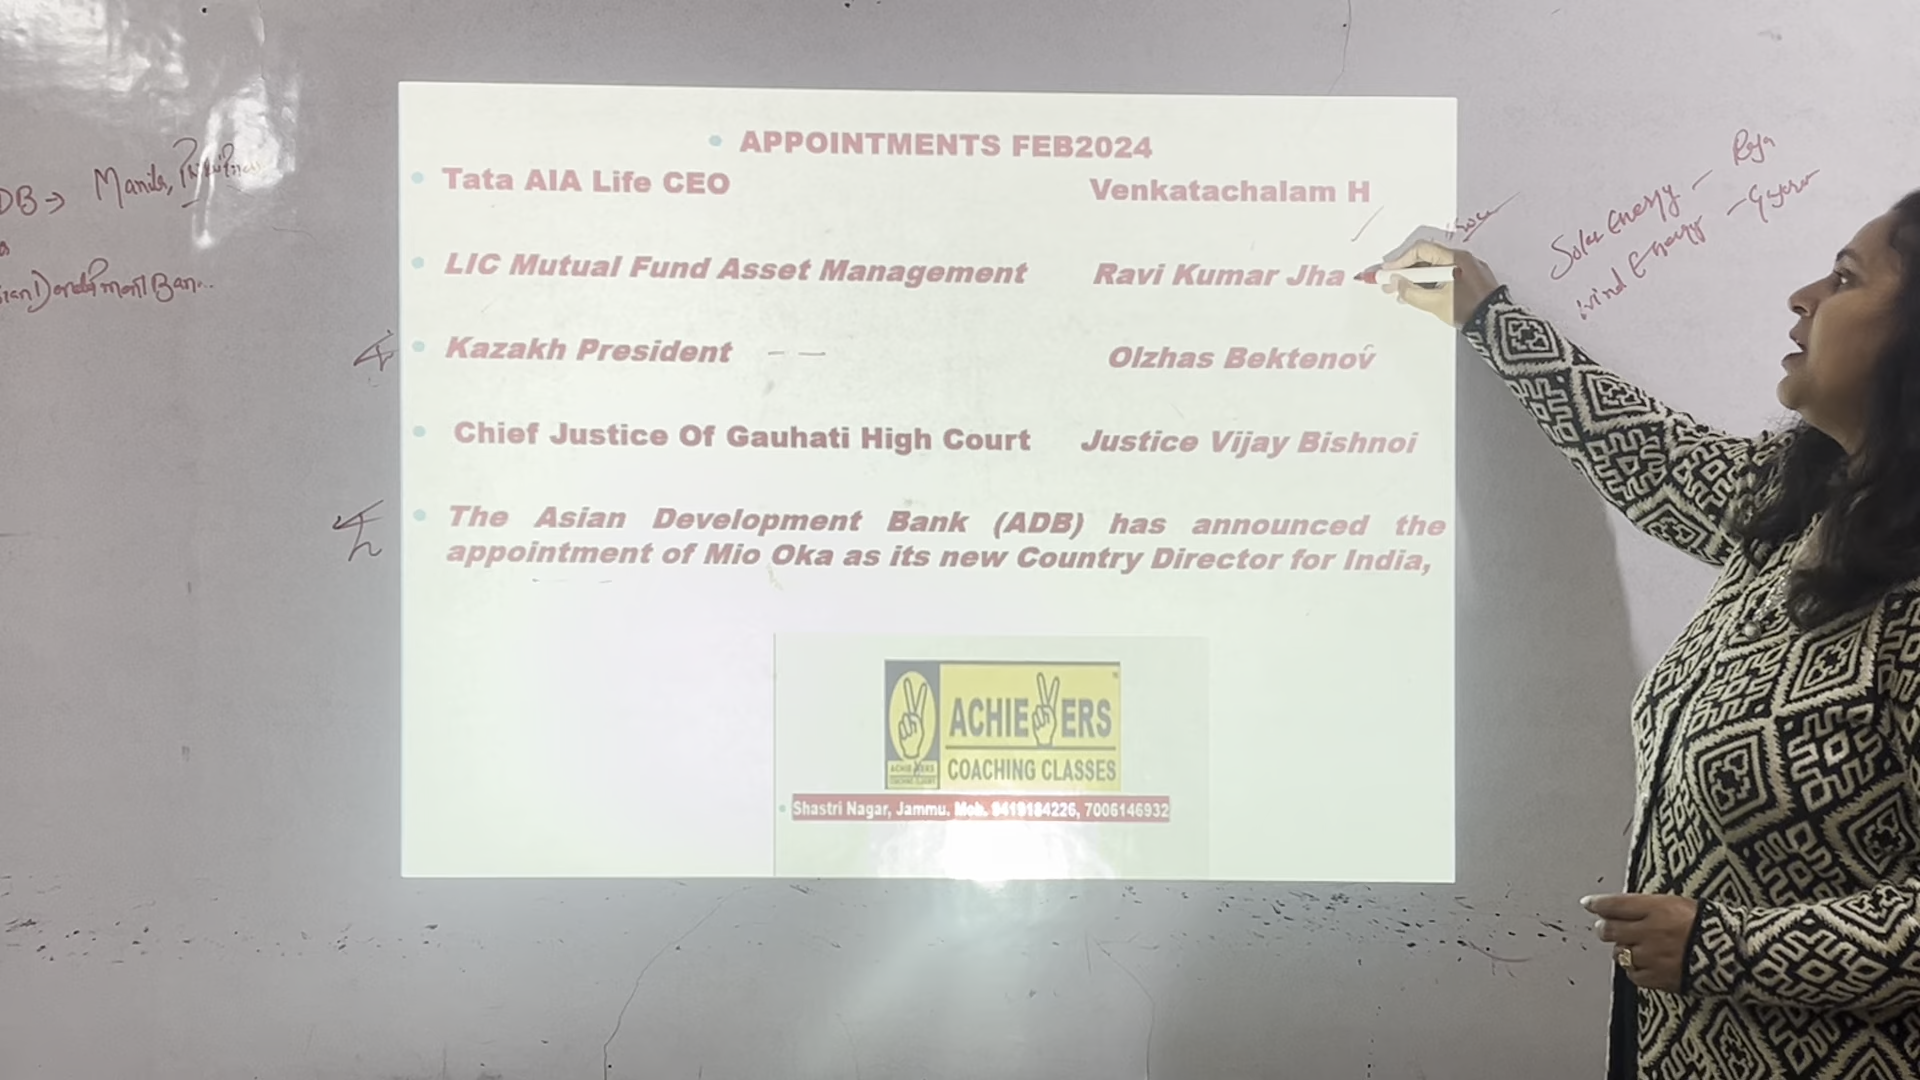 APPOINTMENTS FEB2024
Tata AIA Life CEO Venkatachalam H
LIC Mutual Fund Asset Management Ravi Kumar Jha
Kazakh President Olzhas Bektenov
Chief Justice Of Gauhati High Court Justice Vijay Bishnoi
The Asian Development Bank (ADB) has announced the
appointment of Mio Oka as its new Country Director for India,
ACHIEVERS
COACHING CLASSES
Shastri Nagar, Jammu. Mob. 9419184226, 7006146932
DB → Manila,
Solar Energy - Raja
Wind Energy -